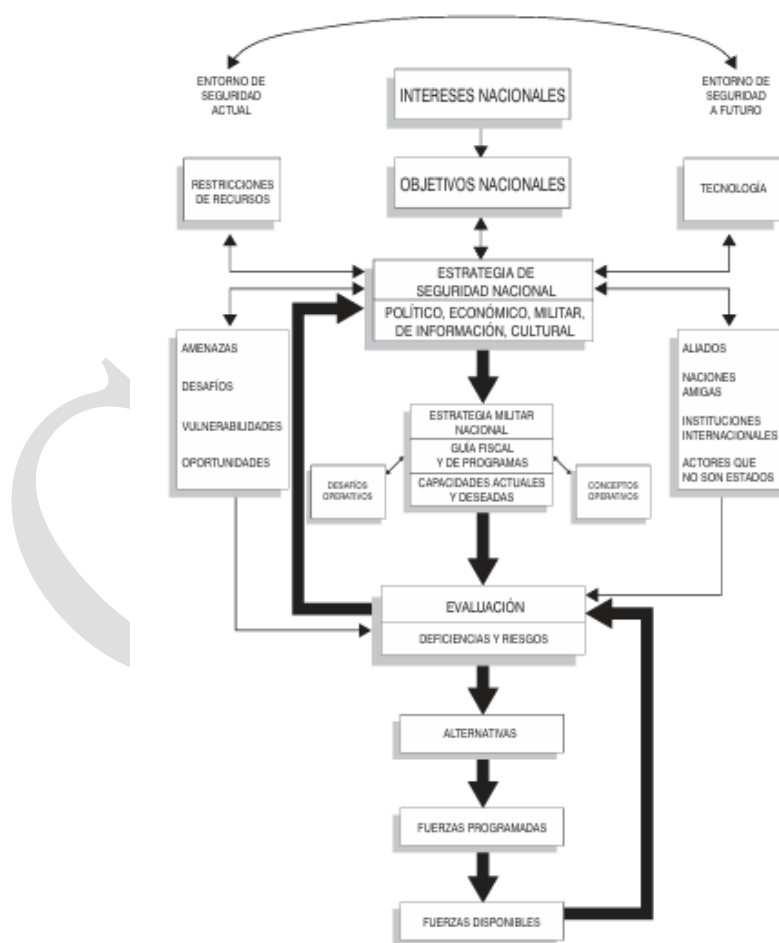 ENTORNO DE
SEGURIDAD
ACTUAL
INTERESES NACIONALES
ENTORNO DE
SEGURIDAD
A FUTURO
RESTRICCIONES
DE RECURSOS
OBJETIVOS NACIONALES
TECNOLOGÍA
ESTRATEGIA DE
SEGURIDAD NACIONAL
POLÍTICO, ECONÓMICO, MILITAR,
DE INFORMACIÓN, CULTURAL
AMENAZAS
DESAFÍOS
VULNERABILIDADES
OPORTUNIDADES
ALIADOS
NACIONES
AMIGAS
INSTITUCIONES
INTERNACIONALES
ACTORES QUE
NO SON ESTADOS
ESTRATEGIA MILITAR
NACIONAL
GUÍA FISCAL
Y DE PROGRAMAS
CAPACIDADES ACTUALES
Y DESEADAS
DESAFÍOS
OPERATIVOS
CONCEPTOS
OPERATIVOS
EVALUACIÓN
DEFICIENCIAS Y RIESGOS
ALTERNATIVAS
FUERZAS PROGRAMADAS
FUERZAS DISPONIBLES